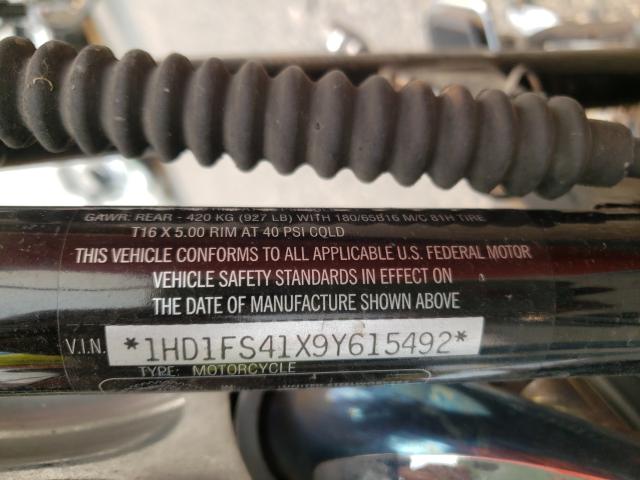 GAWR: REAR - 420 KG (927 LB) WITH 180/65B16 M/C 81H TIRE
T16 X 5.00 RIM AT 40 PSI COLD
THIS VEHICLE CONFORMS TO ALL APPLICABLE U.S. FEDERAL MOTOR
VEHICLE SAFETY STANDARDS IN EFFECT ON
THE DATE OF MANUFACTURE SHOWN ABOVE
V.I.N. *1HD1FS41X9Y615492*
TYPE: MOTORCYCLE